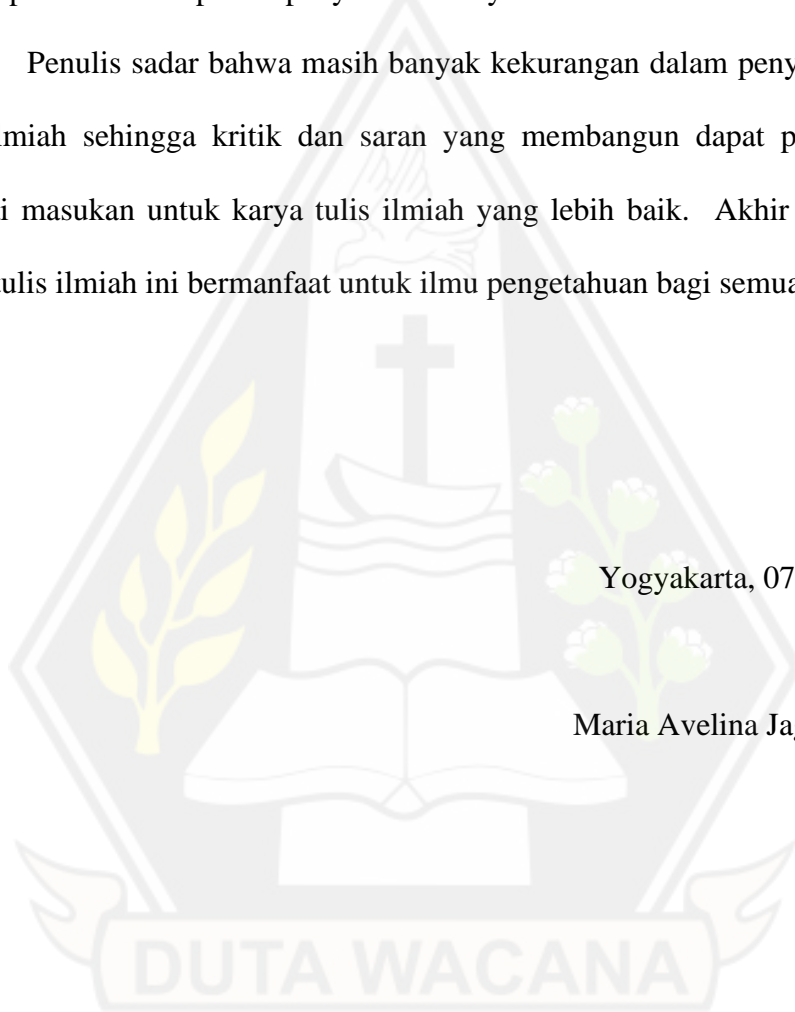 Penulis sadar bahwa masih banyak kekurangan dalam peny
miah sehingga kritik dan saran yang membangun dapat p
i masukan untuk karya tulis ilmiah yang lebih baik. Akhir
tulis ilmiah ini bermanfaat untuk ilmu pengetahuan bagi semua
Yogyakarta, 07
Maria Avelina Ja
DUTA WACANA